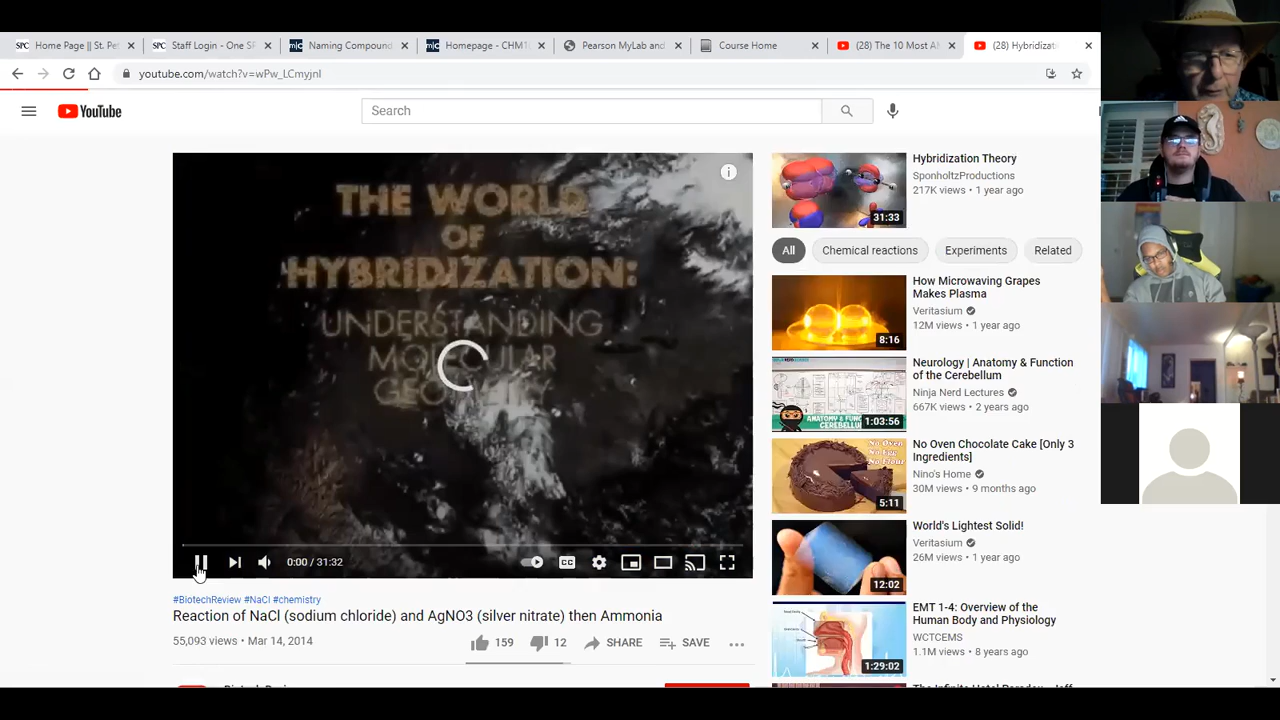 Home Page || St. Pet
Staff Login - One SP
Naming Compound
Homepage - CHM1
Pearson MyLab and
Course Home
(28) The 10 Most A
(28) Hybridizati
youtube.com/watch?v=wPw_LCmyjnI
YouTube
Search
THE WORLD
OF
HYBRIDIZATION:
UNDERSTANDING
MOLECULAR
0:00 / 31:32
CC
#BiotechReview #NaCl #chemistry
Reaction of NaCl (sodium chloride) and AgNO3 (silver nitrate) then Ammonia
55,093 views • Mar 14, 2014
159
12
SHARE
SAVE
Hybridization Theory
SponholtzProductions
217K views • 1 year ago
31:33
All
Chemical reactions
Experiments
Related
How Microwaving Grapes
Makes Plasma
Veritasium
12M views • 1 year ago
8:16
Neurology | Anatomy & Function
of the Cerebellum
Ninja Nerd Lectures
667K views • 2 years ago
1:03:56
No Oven Chocolate Cake [Only 3
Ingredients]
Nino's Home
30M views • 9 months ago
No Oven
No Egg
No Flour
5:11
World's Lightest Solid!
Veritasium
26M views • 1 year ago
12:02
EMT 1-4: Overview of the
Human Body and Physiology
WCTCEMS
1.1M views • 8 years ago
1:29:02